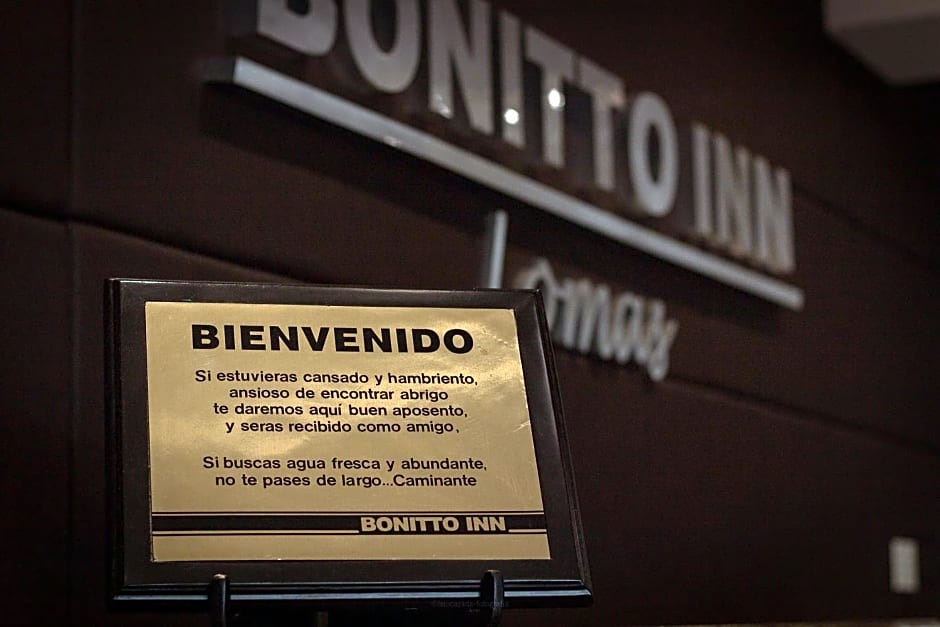 BONITTO INN
Lomas
BIENVENIDO
Si estuvieras cansado y hambriento,
ansioso de encontrar abrigo
te daremos aquí buen aposento,
y seras recibido como amigo,
Si buscas agua fresca y abundante,
no te pases de largo...Caminante
BONITTO INN